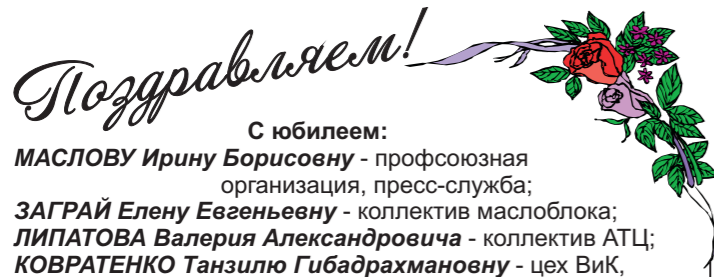 Поздравляем!
С юбилеем:
МАСЛОВУ Ирину Борисовну - профсоюзная
организация, пресс-служба;
ЗАГРАЙ Елену Евгеньевну - коллектив маслоблока;
ЛИПАТОВА Валерия Александровича - коллектив АТЦ;
КОВРАТЕНКО Танзилю Гибадрахмановну - цех ВиК,